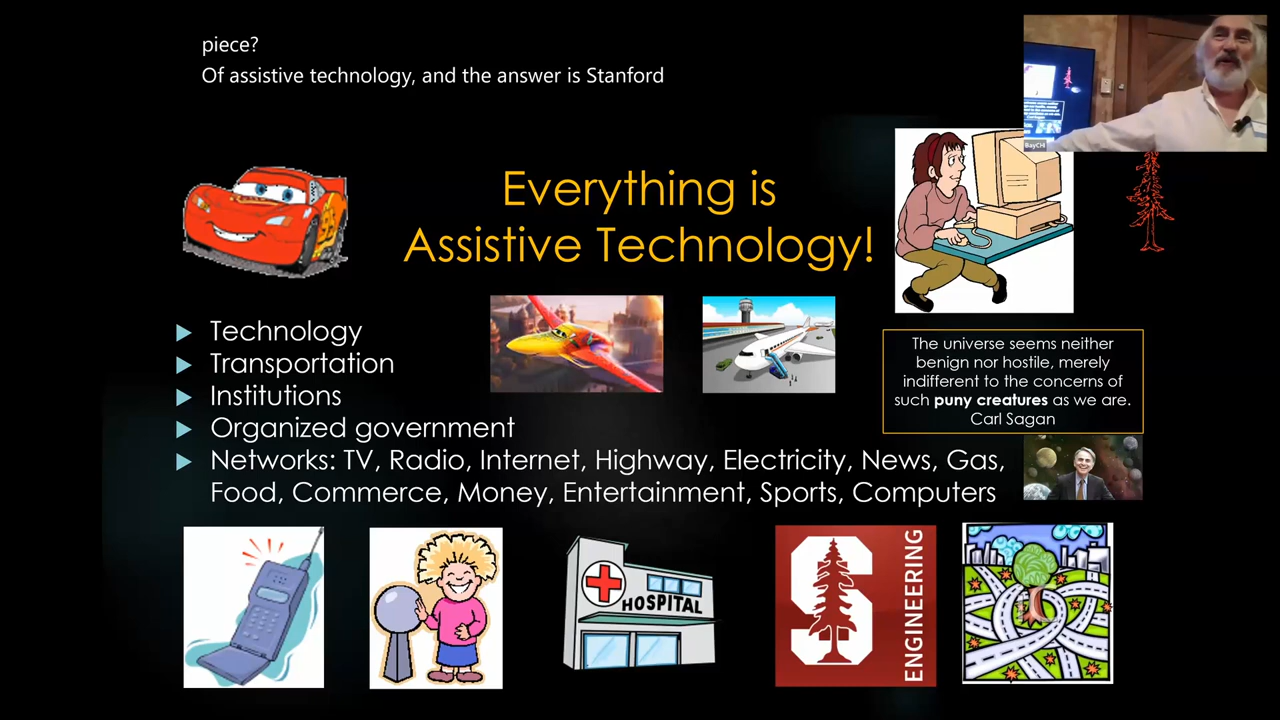 piece?
Of assistive technology, and the answer is Stanford
BayCHI
Everything is
Assistive Technology!
Technology
Transportation
Institutions
Organized government
Networks: TV, Radio, Internet, Highway, Electricity, News, Gas,
Food, Commerce, Money, Entertainment, Sports, Computers
The universe seems neither
benign nor hostile, merely
indifferent to the concerns of
such puny creatures as we are.
Carl Sagan
HOSPITAL
S
ENGINEERING